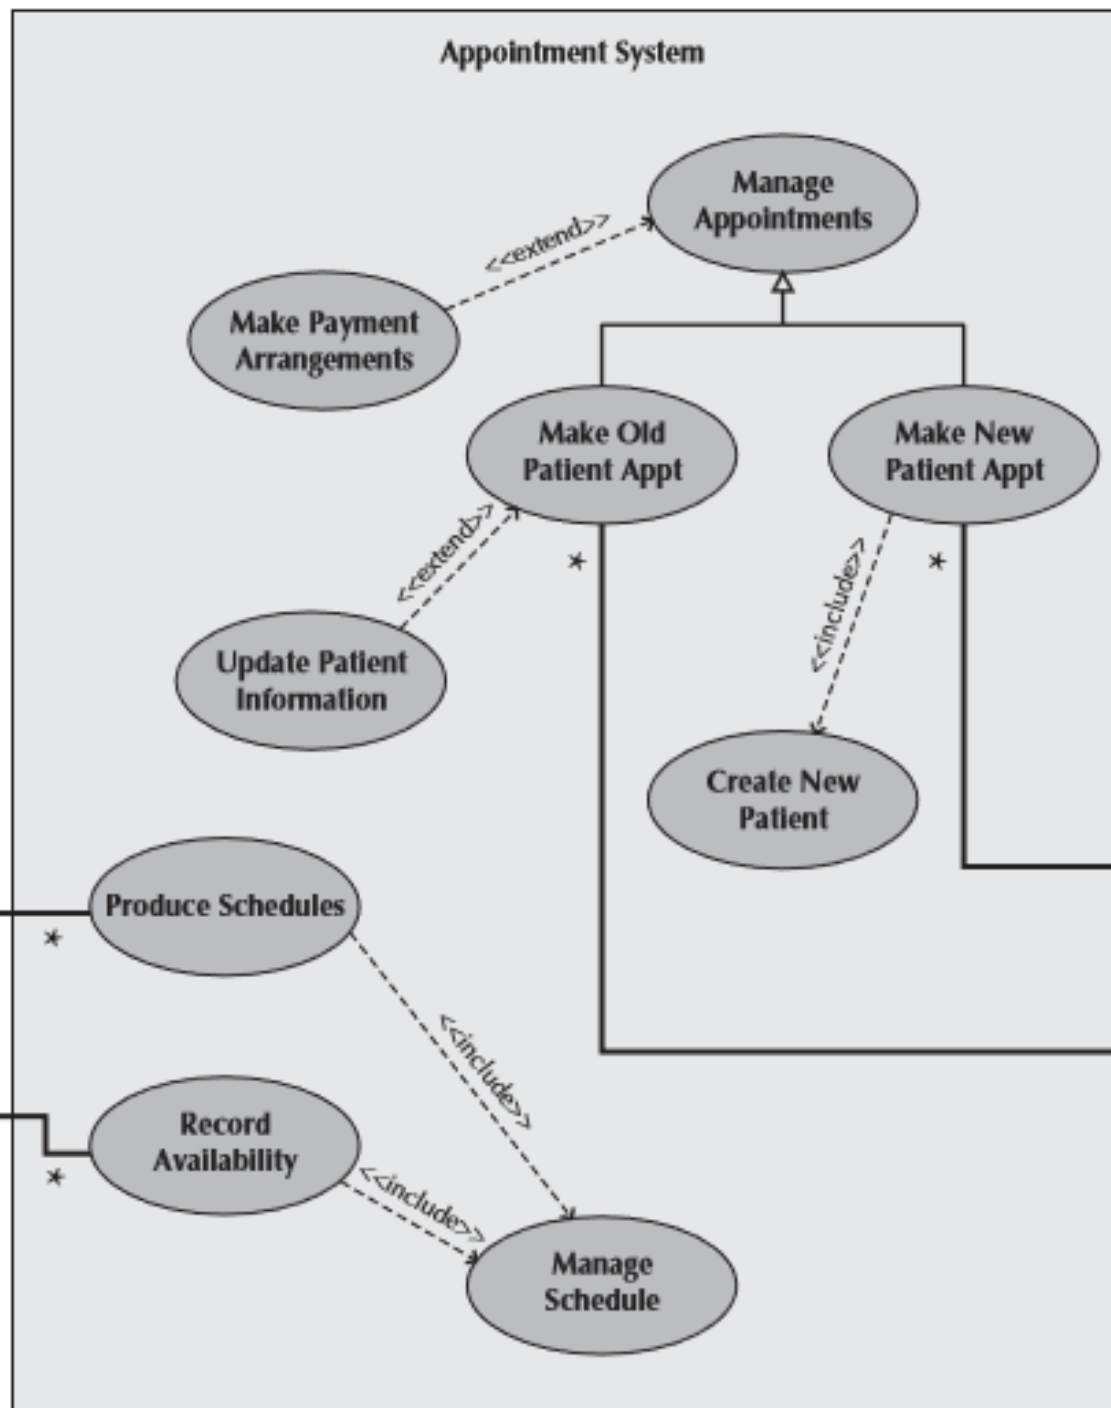 Appointment System
Manage
Appointments
<<extend>>
Make Payment
Arrangements
Make Old
Patient Appt
Make New
Patient Appt
<<extend>>
*
<<include>>
*
Update Patient
Information
Create New
Patient
Produce Schedules
*
<<include>>
Record
Availability
*
<<include>>
Manage
Schedule